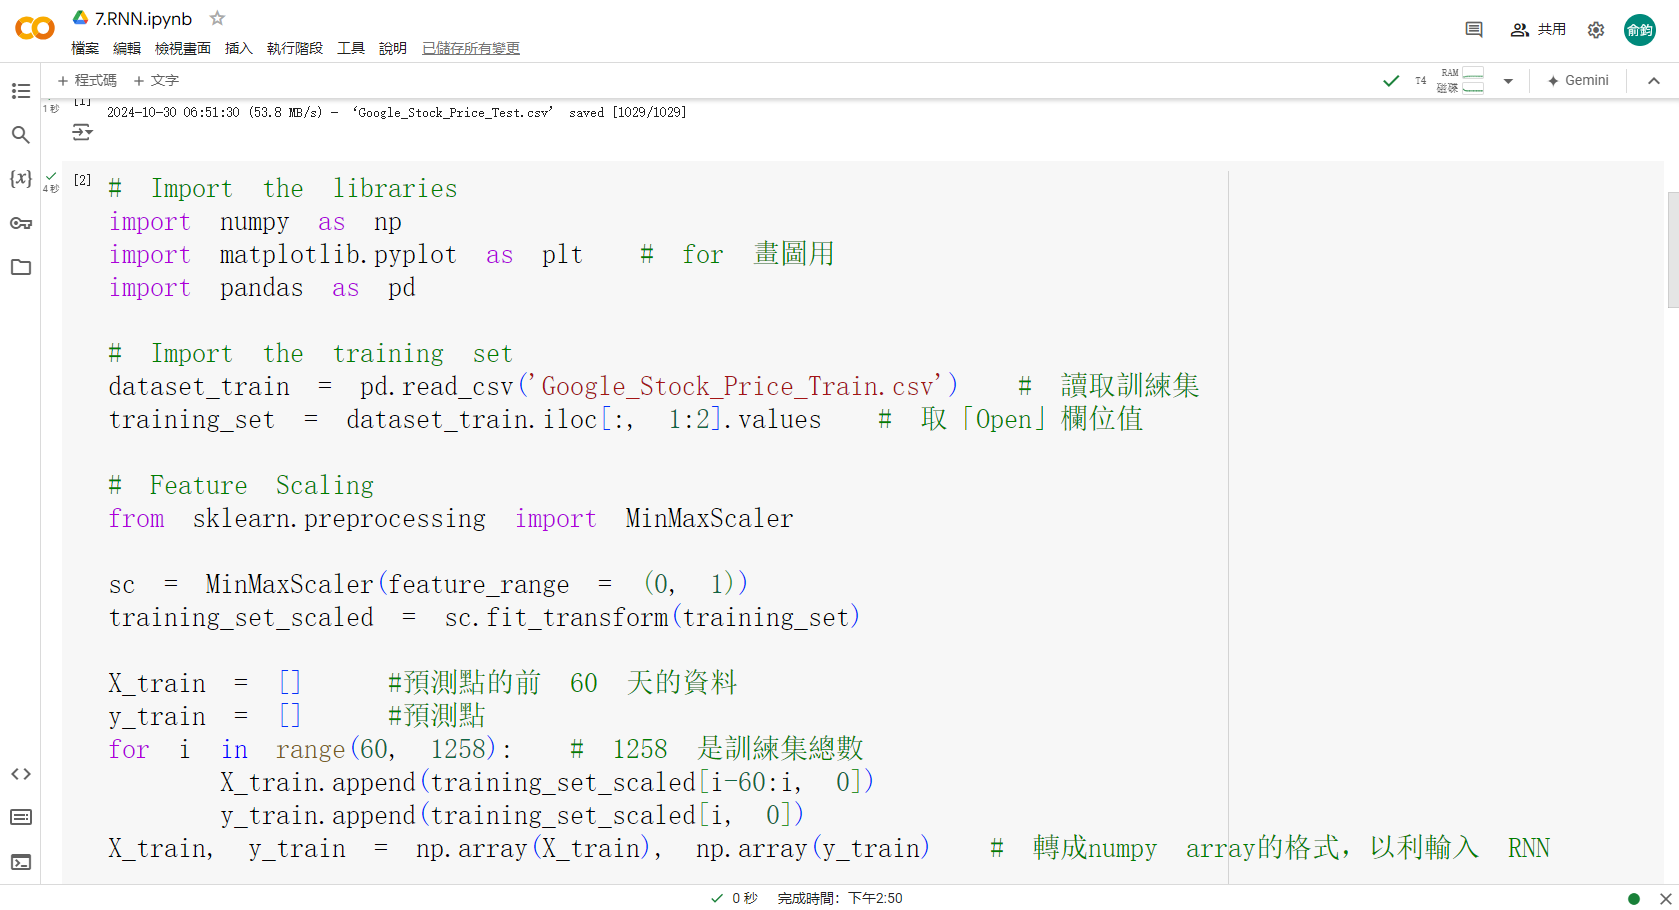 CO 7.RNN.ipynb
檔案 編輯 檢視畫面 插入 執行階段 工具 說明 已儲存所有變更
共用
俞鈞
+ 程式碼 + 文字
T4 RAM 磁碟 Gemini
1 秒
[1]
2024-10-30 06:51:30 (53.8 MB/s) - ‘Google_Stock_Price_Test.csv’ saved [1029/1029]
{x}
4 秒
[2]
# Import the libraries
import numpy as np
import matplotlib.pyplot as plt # for 畫圖用
import pandas as pd
# Import the training set
dataset_train = pd.read_csv('Google_Stock_Price_Train.csv') # 讀取訓練集
training_set = dataset_train.iloc[:, 1:2].values # 取「Open」欄位值
# Feature Scaling
from sklearn.preprocessing import MinMaxScaler
sc = MinMaxScaler(feature_range = (0, 1))
training_set_scaled = sc.fit_transform(training_set)
X_train = [] #預測點的前 60 天的資料
y_train = [] #預測點
for i in range(60, 1258): # 1258 是訓練集總數
X_train.append(training_set_scaled[i-60:i, 0])
y_train.append(training_set_scaled[i, 0])
X_train, y_train = np.array(X_train), np.array(y_train) # 轉成numpy array的格式，以利輸入 RNN
0 秒 完成時間：下午2:50